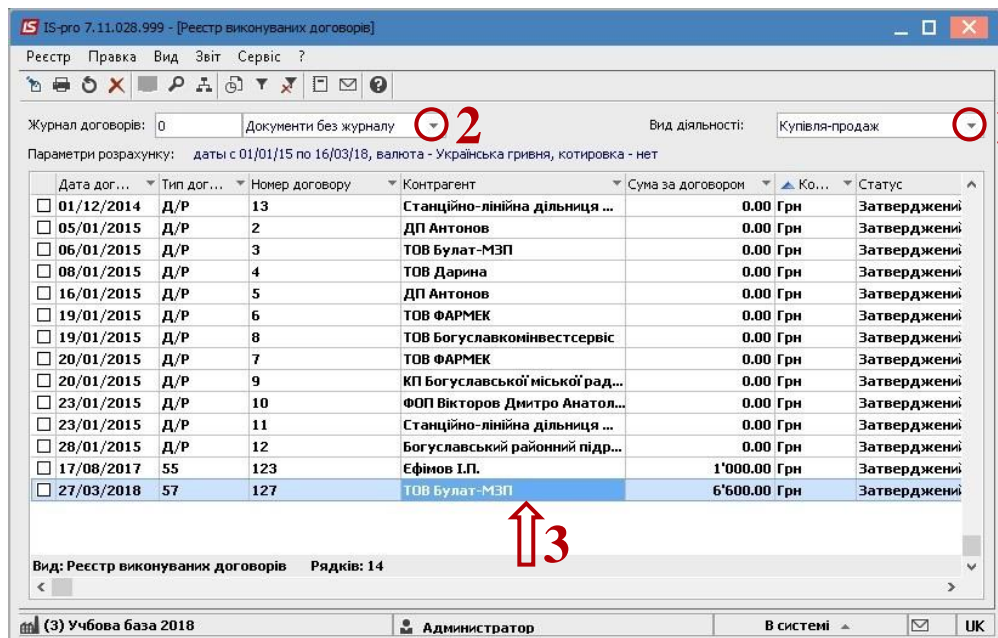 IS-pro 7.11.028.999 - [Реєстр виконуваних договорів]
Реєстр Правка Вид Звіт Сервіс ?
Журнал договорів: 0 Документи без журналу 2 Вид діяльності: Купівля-продаж
Параметри розрахунку: даты с 01/01/15 по 16/03/18, валюта - Українська гривня, котировка - нет
Дата дог... Тип дог... Номер договору Контрагент Сума за договором Ко... Статус
01/12/2014 Д/Р 13 Станційно-лінійна дільниця ... 0.00 Грн Затверджений
05/01/2015 Д/Р 2 ДП Антонов 0.00 Грн Затверджений
06/01/2015 Д/Р 3 ТОВ Булат-МЗП 0.00 Грн Затверджений
08/01/2015 Д/Р 4 ТОВ Дарина 0.00 Грн Затверджений
16/01/2015 Д/Р 5 ДП Антонов 0.00 Грн Затверджений
19/01/2015 Д/Р 6 ТОВ ФАРМЕК 0.00 Грн Затверджений
19/01/2015 Д/Р 8 ТОВ Богуславкомінвестсервіс 0.00 Грн Затверджений
20/01/2015 Д/Р 7 ТОВ ФАРМЕК 0.00 Грн Затверджений
20/01/2015 Д/Р 9 КП Богуславської міської рад... 0.00 Грн Затверджений
23/01/2015 Д/Р 10 ФОП Вікторов Дмитро Анатол... 0.00 Грн Затверджений
23/01/2015 Д/Р 11 Станційно-лінійна дільниця ... 0.00 Грн Затверджений
28/01/2015 Д/Р 12 Богуславський районний підр... 0.00 Грн Затверджений
17/08/2017 55 123 Єфімов І.П. 1'000.00 Грн Затверджений
27/03/2018 57 127 ТОВ Булат-МЗП 6'600.00 Грн Затверджений
3
Вид: Реєстр виконуваних договорів Рядків: 14
(3) Учбова база 2018 Администратор В системі UK